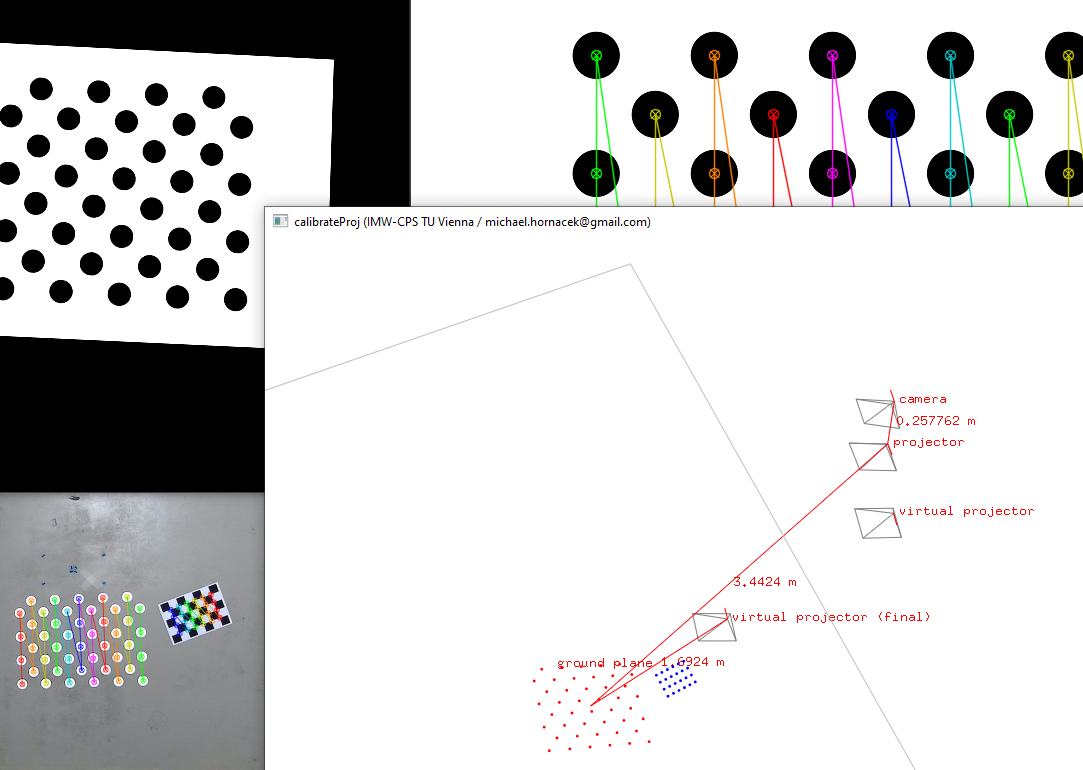 calibrateProj (IMW-CPS TU Vienna / michael.hornacek@gmail.com)
camera
0.257762 m
projector
virtual projector
3.4424 m
virtual projector (final)
ground plane 1.6924 m